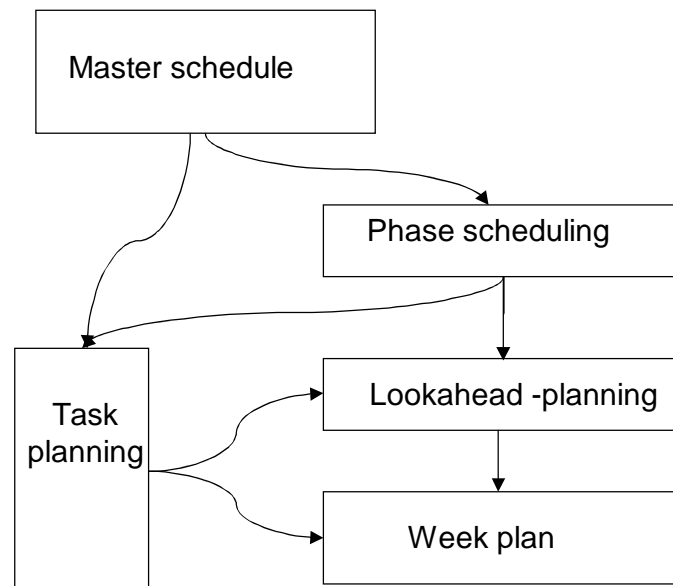 Master schedule
Phase scheduling
Task
planning
Lookahead -planning
Week plan